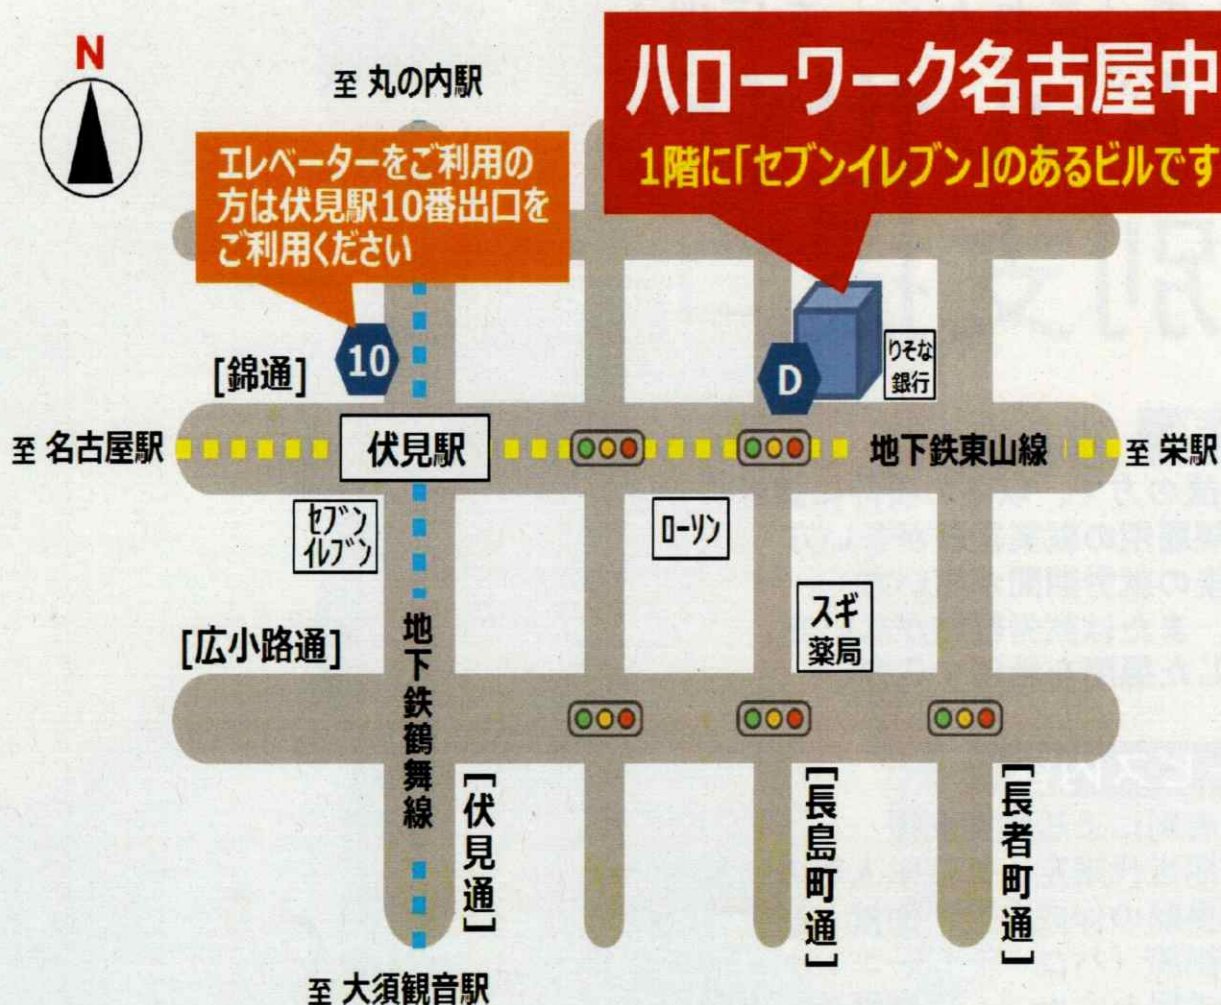 N
至 丸の内駅
ハローワーク名古屋中
1階に「セブンイレブン」のあるビルです
エレベーターをご利用の
方は伏見駅10番出口を
ご利用ください
10
[錦通]
D
りそな
銀行
至 名古屋駅
伏見駅
地下鉄東山線
至 栄駅
セブン
イレブン
ローソン
スギ
薬局
[広小路通]
地下鉄鶴舞線
[伏見通]
[長島町通]
[長者町通]
至 大須観音駅